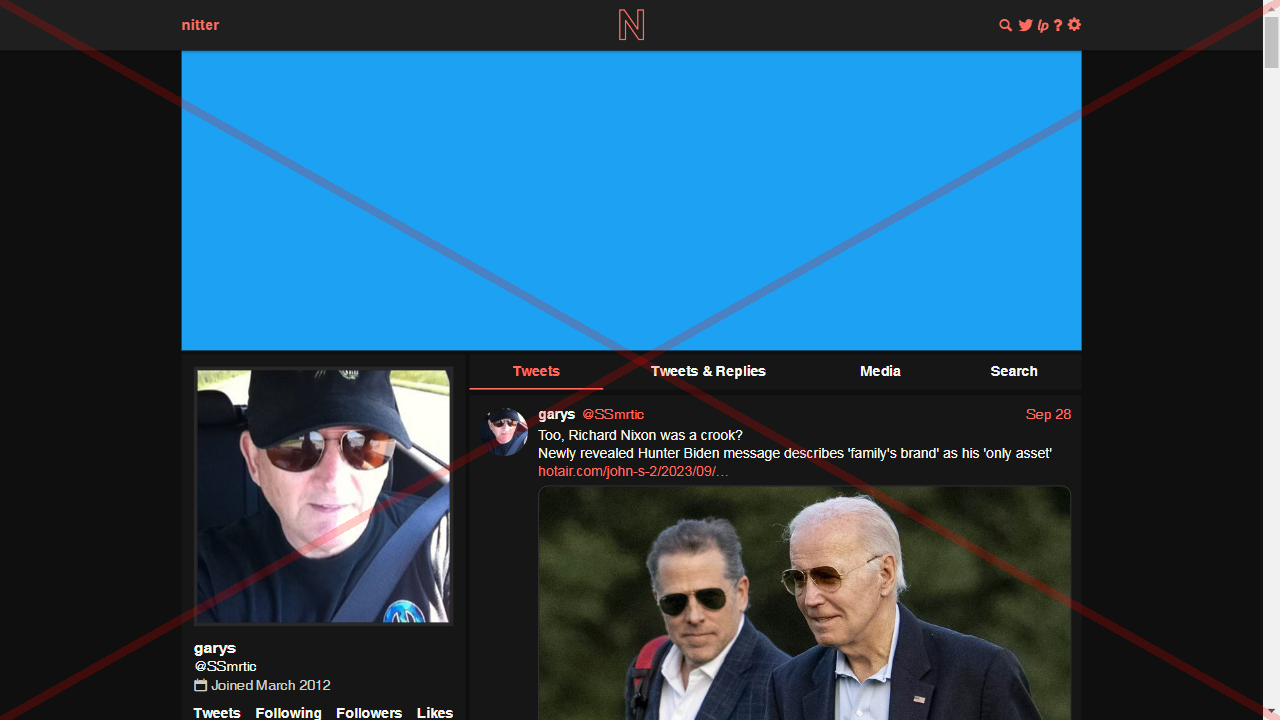 nitter
N
lp ?
Tweets Tweets & Replies Media Search
garys @SSmrtic Sep 28
Too, Richard Nixon was a crook?
Newly revealed Hunter Biden message describes 'family's brand' as his 'only asset'
hotair.com/john-s-2/2023/09/…
garys
@SSmrtic
Joined March 2012
Tweets Following Followers Likes